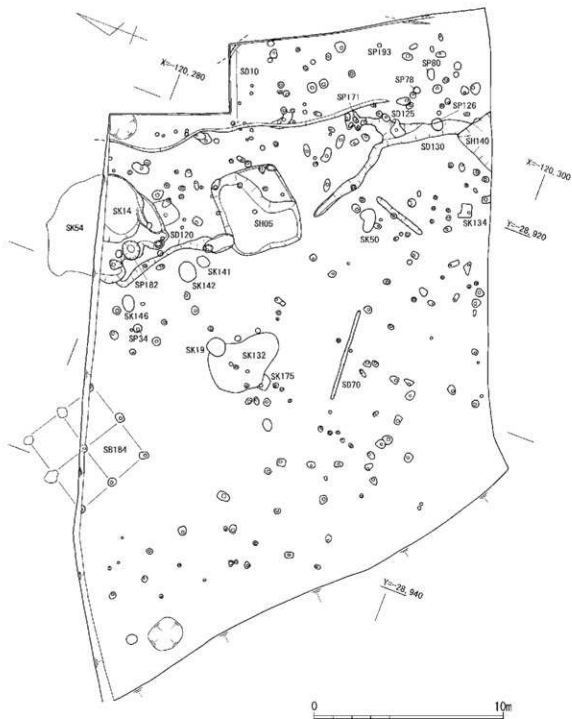 SP193
SP80
SD10
SP78
X=-120,280
SP171
SD125
SP126
SD130
SH140
X=-120,300
SK14
SK54
SH05
SK134
Y=-28,920
SD120
SK50
SK141
SP182
SK142
SK146
SP34
SK19
SK132
SK175
SD70
SB184
Y=-28,940
0
10m